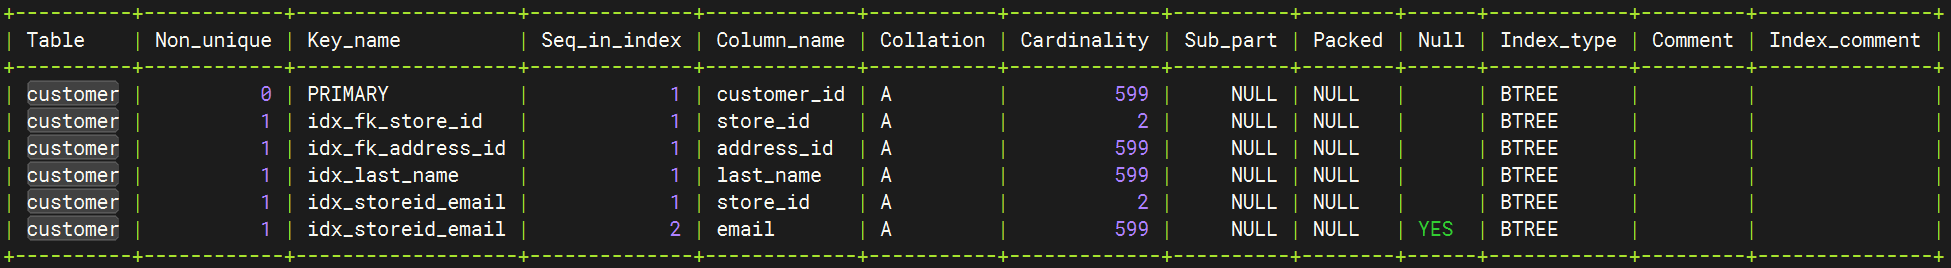 +----------+------------+-------------------+--------------+-------------+-----------+-------------+----------+--------+------+------------+---------+---------------+
| Table    | Non_unique | Key_name          | Seq_in_index | Column_name | Collation | Cardinality | Sub_part | Packed | Null | Index_type | Comment | Index_comment |
+----------+------------+-------------------+--------------+-------------+-----------+-------------+----------+--------+------+------------+---------+---------------+
| customer |          0 | PRIMARY           |            1 | customer_id | A         |         599 |     NULL | NULL   |      | BTREE      |         |               |
| customer |          1 | idx_fk_store_id   |            1 | store_id    | A         |           2 |     NULL | NULL   |      | BTREE      |         |               |
| customer |          1 | idx_fk_address_id |            1 | address_id  | A         |         599 |     NULL | NULL   |      | BTREE      |         |               |
| customer |          1 | idx_last_name     |            1 | last_name   | A         |         599 |     NULL | NULL   |      | BTREE      |         |               |
| customer |          1 | idx_storeid_email |            1 | store_id    | A         |           2 |     NULL | NULL   |      | BTREE      |         |               |
| customer |          1 | idx_storeid_email |            2 | email       | A         |         599 |     NULL | NULL   | YES  | BTREE      |         |               |
+----------+------------+-------------------+--------------+-------------+-----------+-------------+----------+--------+------+------------+---------+---------------+